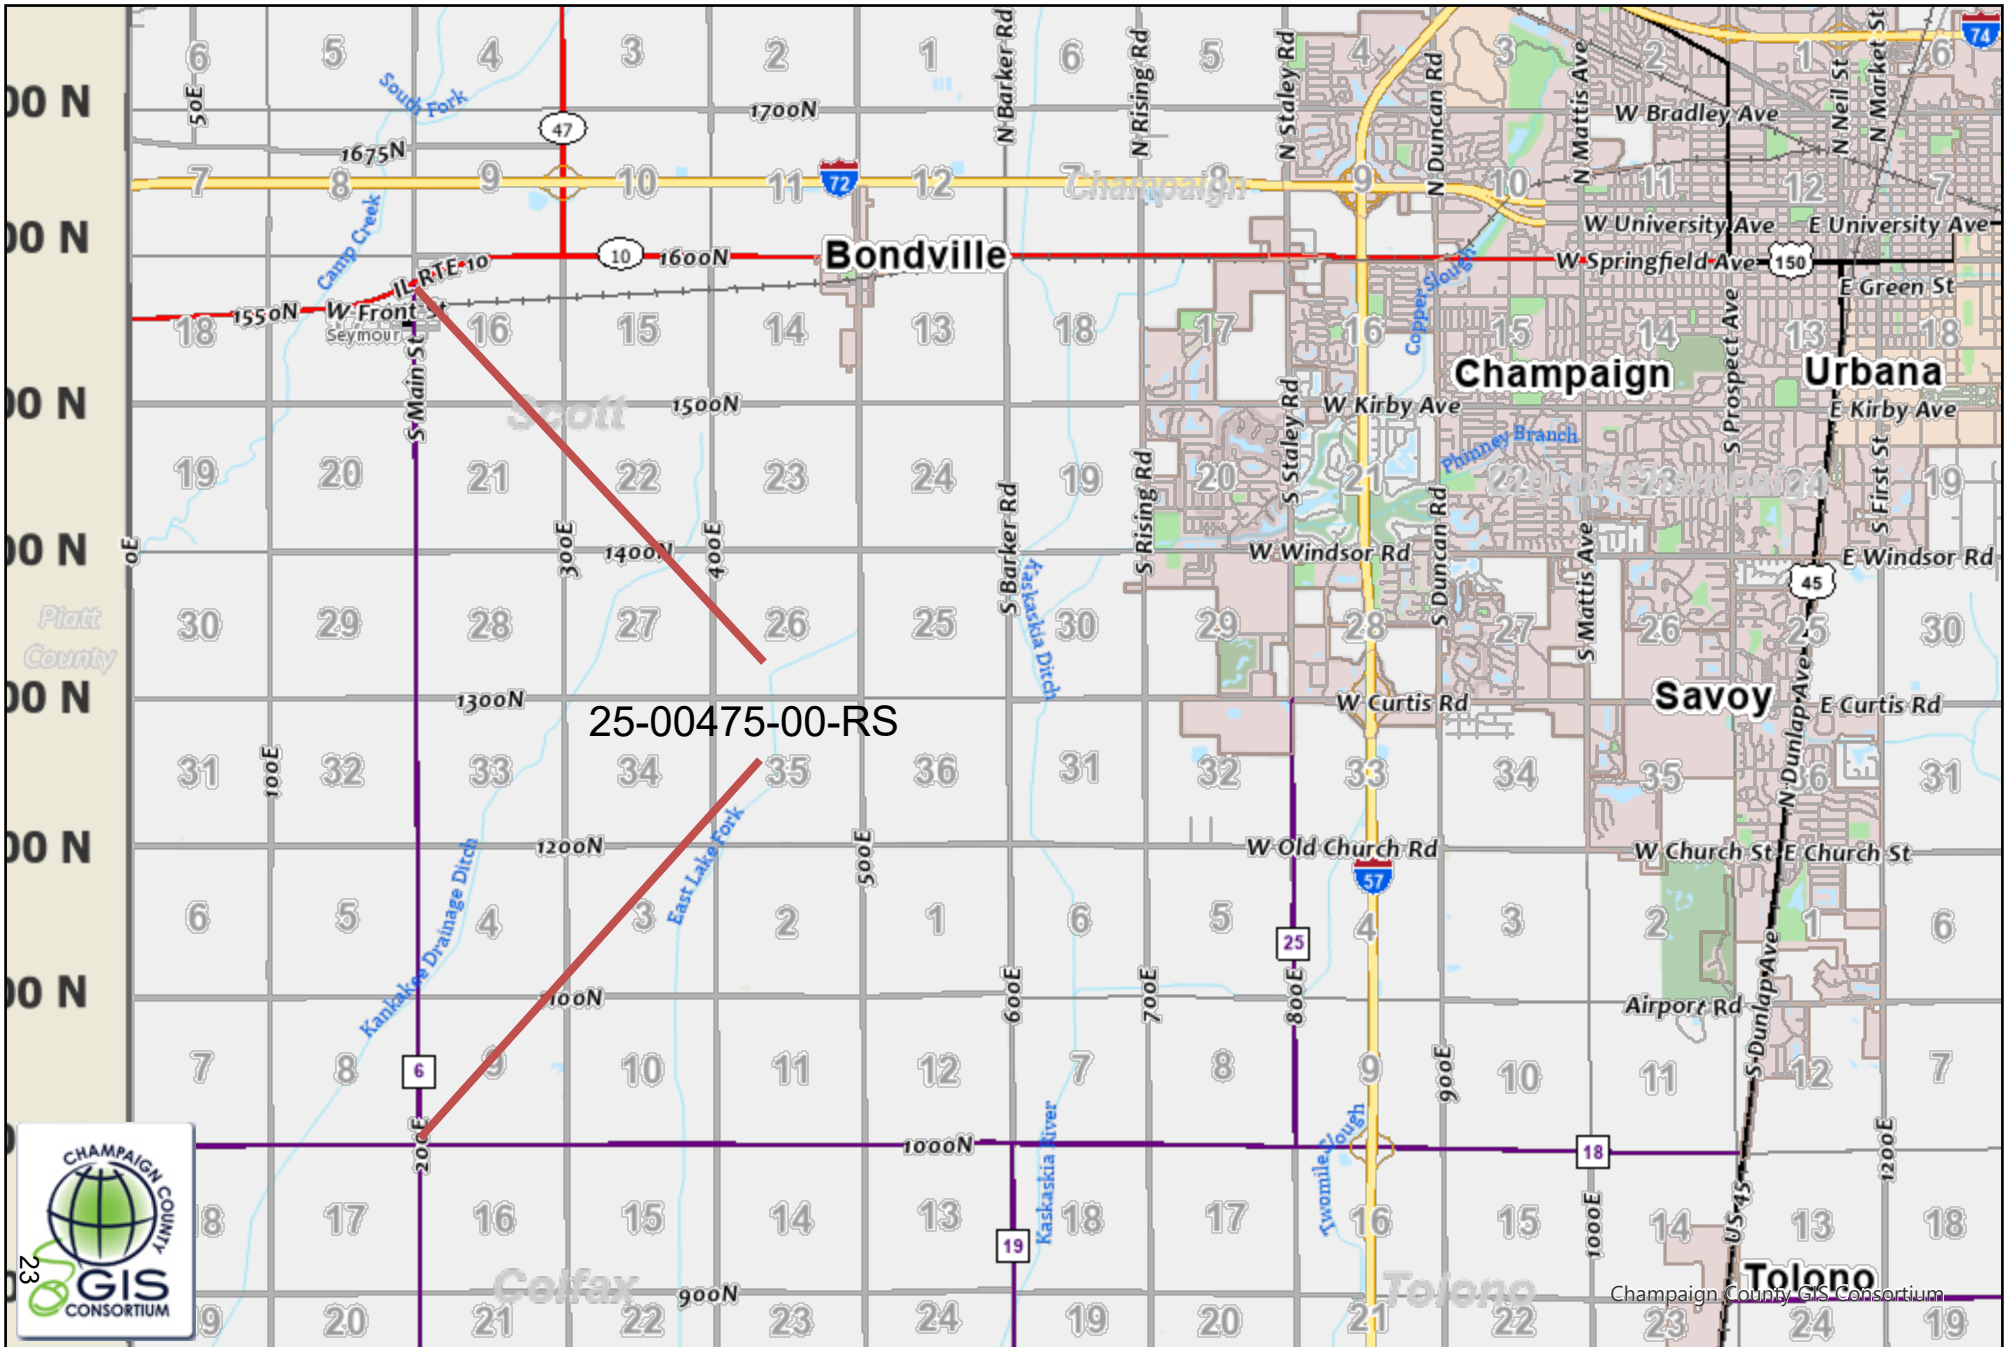 6 5 4 3 2 1 6 5 4 3 2 1 6
74
50E
South Fork
N Barker Rd
N Rising Rd
N Staley Rd
N Duncan Rd
N Mattis Ave
N Neil St
N Market St
00 N
47
1700N
W Bradley Ave
1675N
7 8 9 10 11 72 12 7 8 9 10 11 12 7
Champaign
Camp Creek
00 N
W University Ave
E University Ave
IL RTE 10
10
1600N
Bondville
W Springfield Ave
150
Copper Slough
E Green St
1550N
W Front St
Seymour
18 16 15 14 13 18 17 16 15 14 13 18
S Main St
S Prospect Ave
Champaign
Urbana
00 N
Scott
1500N
S Staley Rd
W Kirby Ave
E Kirby Ave
Phinney Branch
19 20 21 22 23 24 19 20 21 22 23 24 19
City of Champaign
S Barker Rd
S Rising Rd
S Duncan Rd
S Mattis Ave
S First St
00 N
0E
300E
1400N
400E
W Windsor Rd
E Windsor Rd
Kaskaskia Ditch
45
Piatt
County
30 29 28 27 26 25 30 29 28 27 26 25 30
00 N
1300N
W Curtis Rd
Savoy
N Dunlap Ave
E Curtis Rd
25-00475-00-RS
31 32 33 34 35 36 31 32 33 34 35 36 31
100E
00 N
Kankakee Drainage Ditch
1200N
East Lake Fork
500E
W Old Church Rd
57
W Church St
E Church St
6 5 4 3 2 1 6 5 4 3 2 1 6
25
00 N
100N
600E
700E
800E
Airport Rd
S Dunlap Ave
7 8 9 10 11 12 7 8 9 10 11 12 7
6
900E
200E
1000N
Kaskaskia River
Twomile Slough
18
1200E
CHAMPAIGN COUNTY
GIS
CONSORTIUM
23
8 17 16 15 14 13 18 17 16 15 14 13 18
19
1000E
US 45
Colfax
900N
Tolono
Tolono
Champaign County GIS Consortium
9 20 21 22 23 24 19 20 21 22 23 24 19